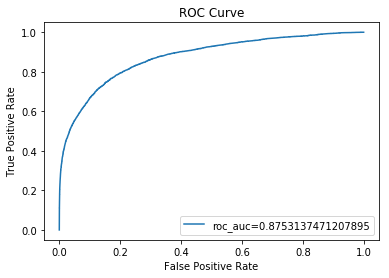 ROC Curve
True Positive Rate
1.0
0.8
0.6
0.4
0.2
0.0
roc_auc=0.8753137471207895
0.0 0.2 0.4 0.6 0.8 1.0
False Positive Rate